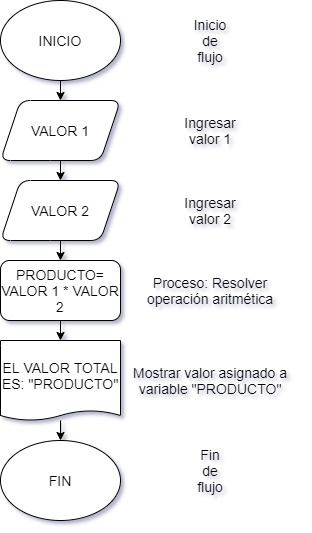 INICIO
Inicio
de
flujo
VALOR 1
Ingresar
valor 1
VALOR 2
Ingresar
valor 2
PRODUCTO=
VALOR 1 * VALOR
2
Proceso: Resolver
operación aritmética
EL VALOR TOTAL
ES: "PRODUCTO"
Mostrar valor asignado a
variable "PRODUCTO"
FIN
Fin
de
flujo